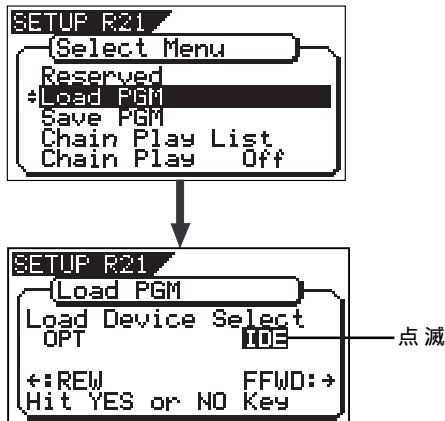 SETUP R21
Select Menu
Reserved
Load PGM
Save PGM
Chain Play List
Chain Play Off
SETUP R21
Load PGM
Load Device Select
OPT IDE
点滅
←:REW FFWD:→
Hit YES or NO Key